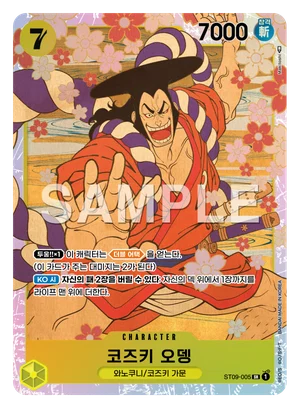 7
7000
참격
斬
SAMPLE
두웅!!×1 이 캐릭터는 더블 어택 을 얻는다.
(이 카드가 주는 대미지는 2가 된다)
KO 시 자신의 패 2장을 버릴 수 있다: 자신의 덱 위에서 1장까지를
라이프 맨 위에 더한다.
CHARACTER
코즈키 오뎅
와노쿠니/코즈키 가문
ST09-005 SR 1